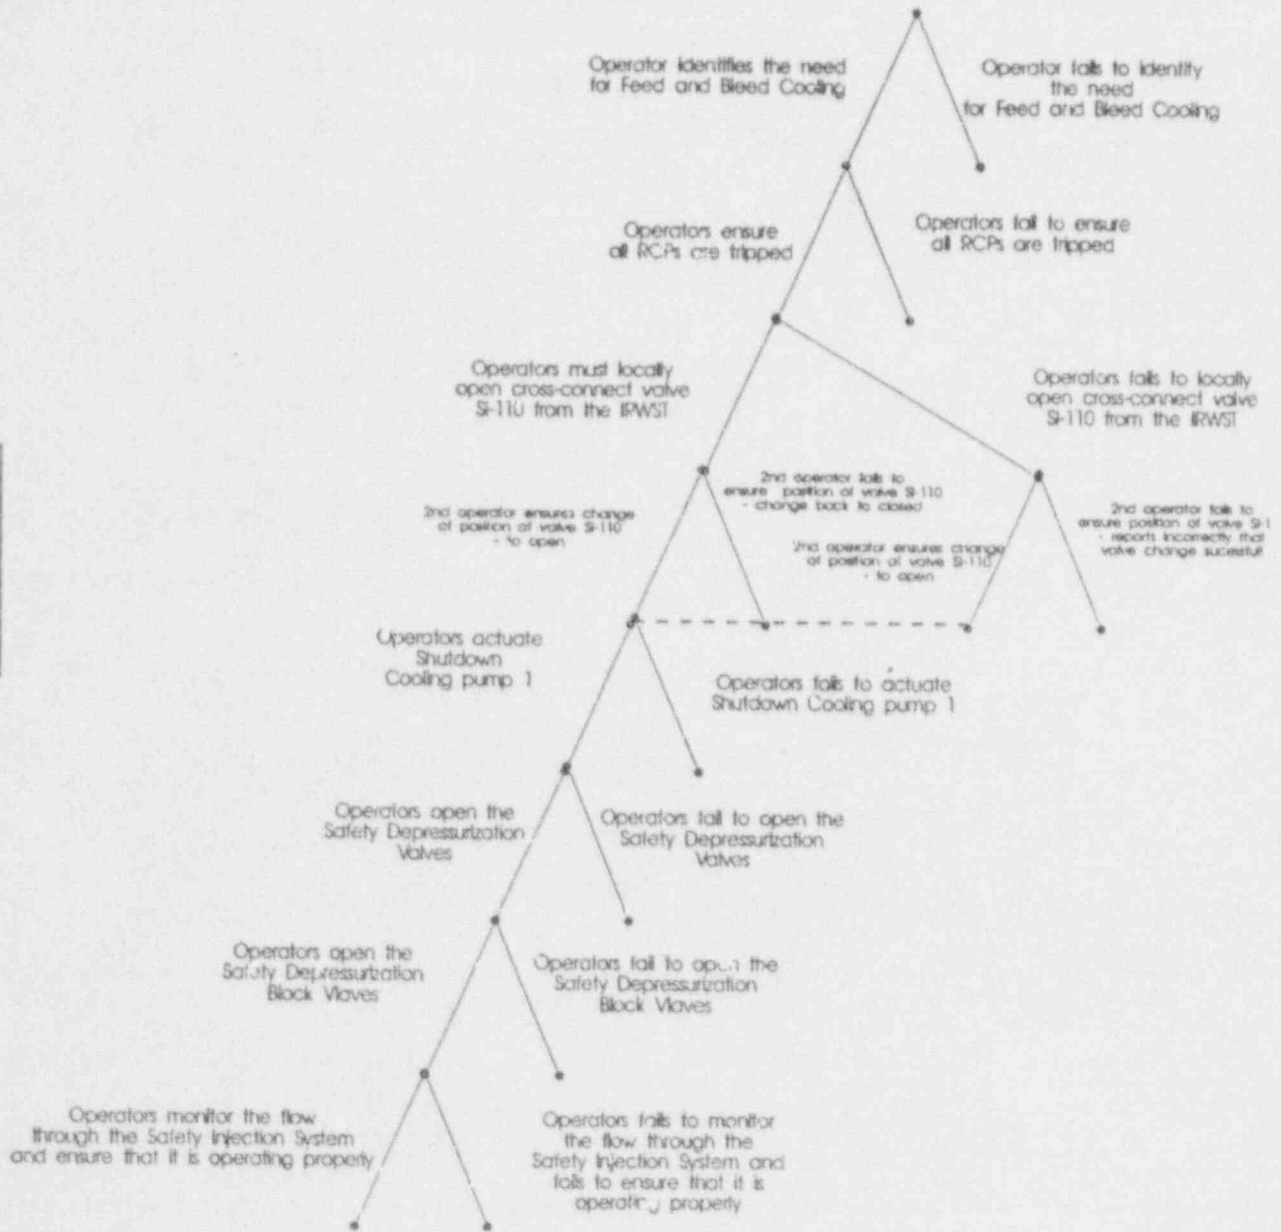 Operator identifies the need
for Feed and Bleed Cooling
Operator fails to identify
the need
for Feed and Bleed Cooling
Operators ensure
all RCPs are tripped
Operators fail to ensure
all RCPs are tripped
Operators must locally
open cross-connect valve
SI-110 from the IRWST
Operators fails to locally
open cross-connect valve
SI-110 from the IRWST
2nd operator ensures change
of position of valve SI-110
- to open
2nd operator fails to
ensure position of valve SI-110
- change back to closed
2nd operator ensures change
of position of valve SI-110
- to open
2nd operator fails to
ensure position of valve SI-1
- reports incorrectly that
valve change sucessful
Operators actuate
Shutdown
Cooling pump 1
Operators fails to actuate
Shutdown Cooling pump 1
Operators open the
Safety Depressurization
Valves
Operators fail to open the
Safety Depressurization
Valves
Operators open the
Safety Depressurization
Block Vlaves
Operators fail to open the
Safety Depressurization
Block Vlaves
Operators monitor the flow
through the Safety Injection System
and ensure that it is operating properly
Operators fails to monitor
the flow through the
Safety Injection System and
fails to ensure that it is
operating properly